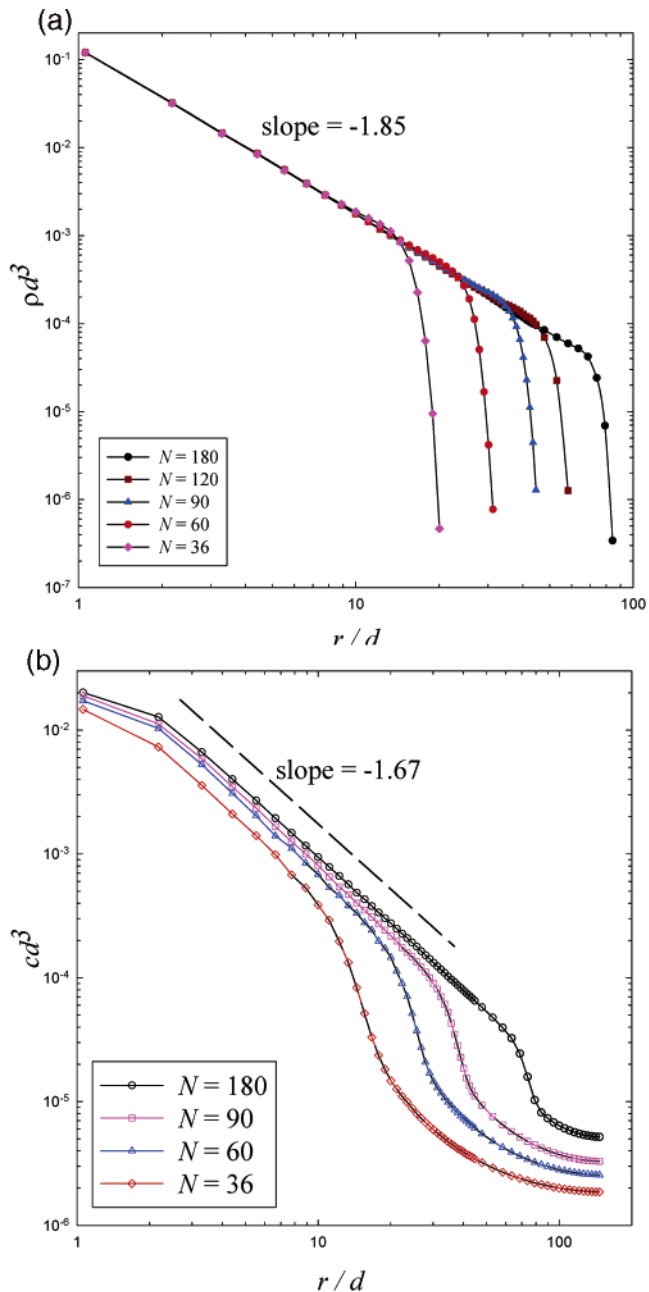 (a)
10⁻¹
10⁻²
10⁻³
10⁻⁴
10⁻⁵
10⁻⁶
10⁻⁷
ρd³
slope = -1.85
N = 180
N = 120
N = 90
N = 60
N = 36
1 10 100
r / d
(b)
10⁻²
10⁻³
10⁻⁴
10⁻⁵
10⁻⁶
cd³
slope = -1.67
N = 180
N = 90
N = 60
N = 36
1 10 100
r / d